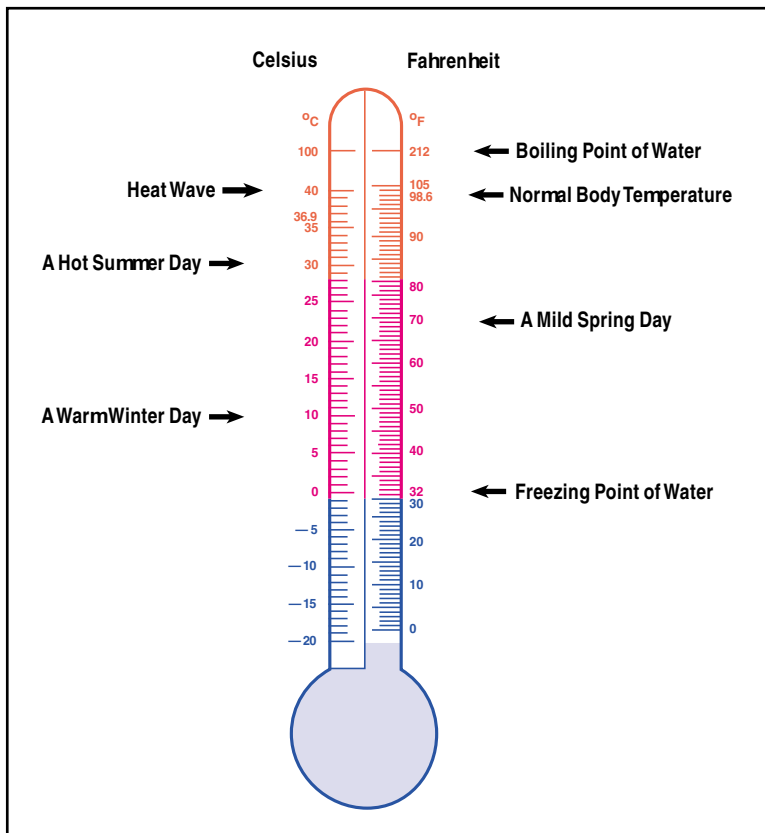 Celsius Fahrenheit
°C °F
100 212 Boiling Point of Water
Heat Wave 40 105
98.6 Normal Body Temperature
36.9
35 90
A Hot Summer Day 30
80
25 70 A Mild Spring Day
20
60
15
A Warm Winter Day 10 50
5 40
0 32 Freezing Point of Water
30
—5
20
—10
10
—15
0
—20